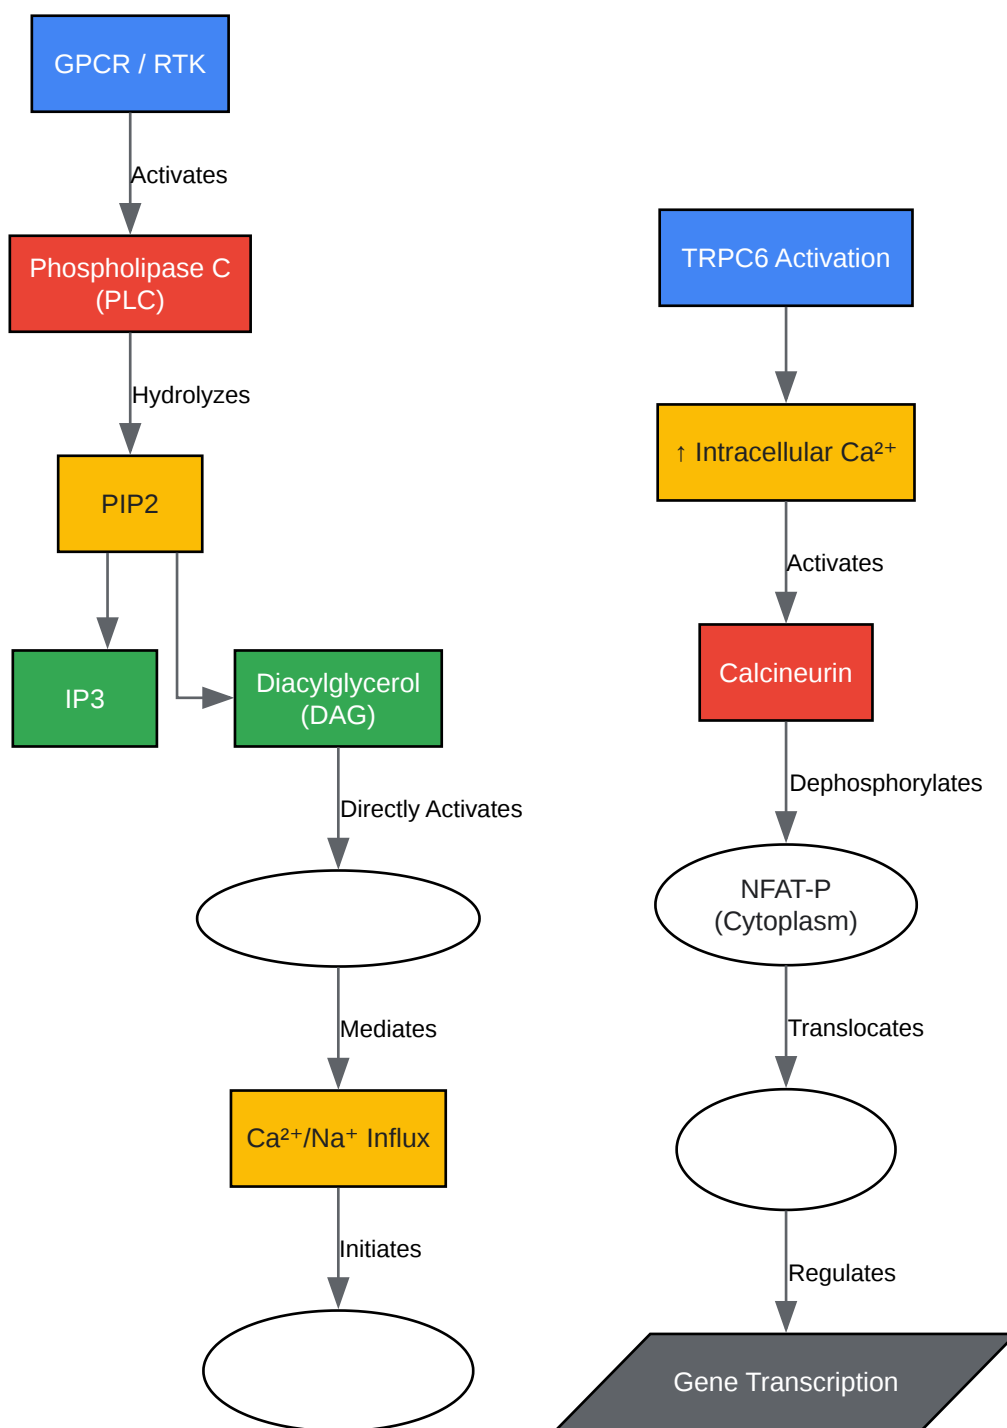 GPCR / RTK
Activates
Phospholipase C
(PLC)
Hydrolyzes
PIP2
IP3
Diacylglycerol
(DAG)
Directly Activates
Mediates
Ca²⁺/Na⁺ Influx
Initiates
TRPC6 Activation
↑ Intracellular Ca²⁺
Activates
Calcineurin
Dephosphorylates
NFAT-P
(Cytoplasm)
Translocates
Regulates
Gene Transcription